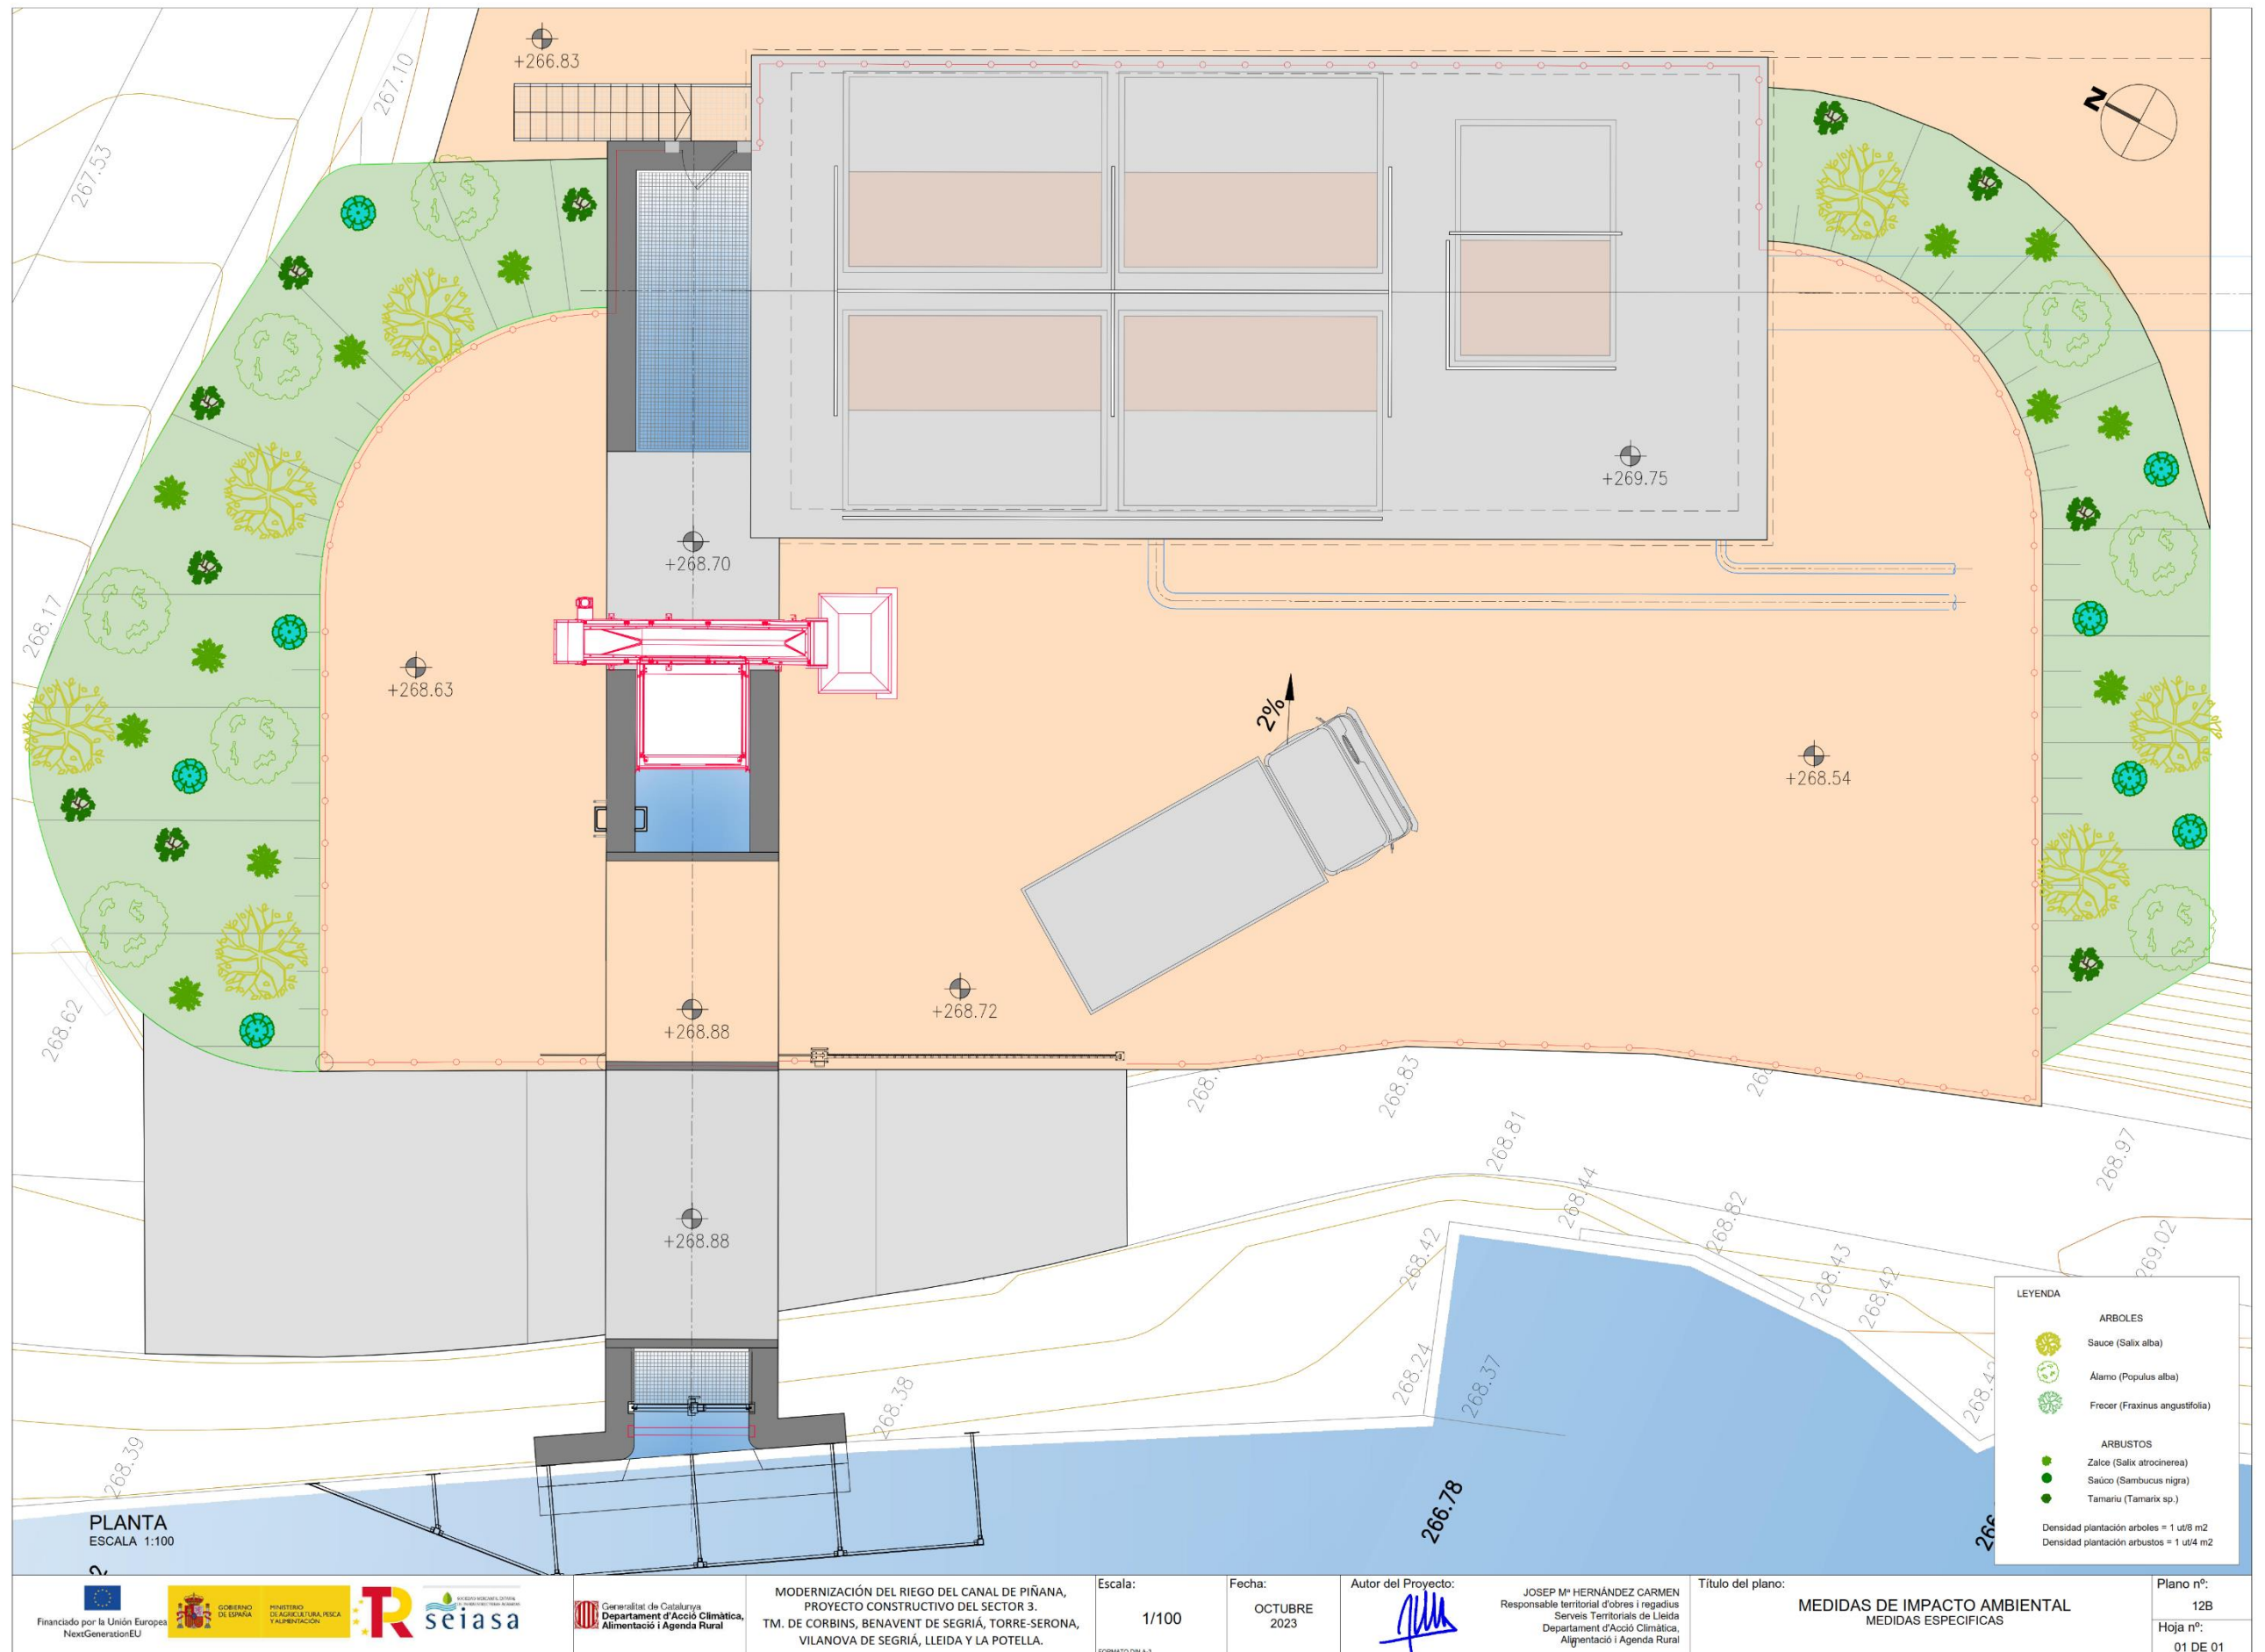 +266.83
267.10
267.53
N
+269.75
+268.70
268.17
+268.63
2%
+268.54
268.62
+268.88
+268.72
268.83
268.81
268.97
268.44
268.82
+268.88
268.42
268.43
268.42
269.02
268.24
268.37
268.38
268.39
266.78
LEYENDA
ARBOLES
Sauce (Salix alba)
Álamo (Populus alba)
Frecer (Fraxinus angustifolia)
ARBUSTOS
Zalce (Salix atrocinerea)
Saúco (Sambucus nigra)
Tamariu (Tamarix sp.)
Densidad plantación arboles = 1 ut/8 m2
Densidad plantación arbustos = 1 ut/4 m2
PLANTA
ESCALA 1:100
Financiado por la Unión Europea
NextGenerationEU
GOBIERNO
DE ESPAÑA
MINISTERIO
DE AGRICULTURA, PESCA
Y ALIMENTACIÓN
TR
seiasa
Generalitat de Catalunya
Departament d'Acció Climàtica,
Alimentació i Agenda Rural
MODERNIZACIÓN DEL RIEGO DEL CANAL DE PIÑANA,
PROYECTO CONSTRUCTIVO DEL SECTOR 3.
TM. DE CORBINS, BENAVENT DE SEGRIÁ, TORRE-SERONA,
VILANOVA DE SEGRIÁ, LLEIDA Y LA POTELLA.
Escala:
1/100
Fecha:
OCTUBRE
2023
Autor del Proyecto:
JOSEP Mª HERNÁNDEZ CARMEN
Responsable territorial d'obres i regadius
Serveis Territorials de Lleida
Departament d'Acció Climàtica,
Alimentació i Agenda Rural
Título del plano:
MEDIDAS DE IMPACTO AMBIENTAL
MEDIDAS ESPECIFICAS
Plano nº:
12B
Hoja nº:
01 DE 01